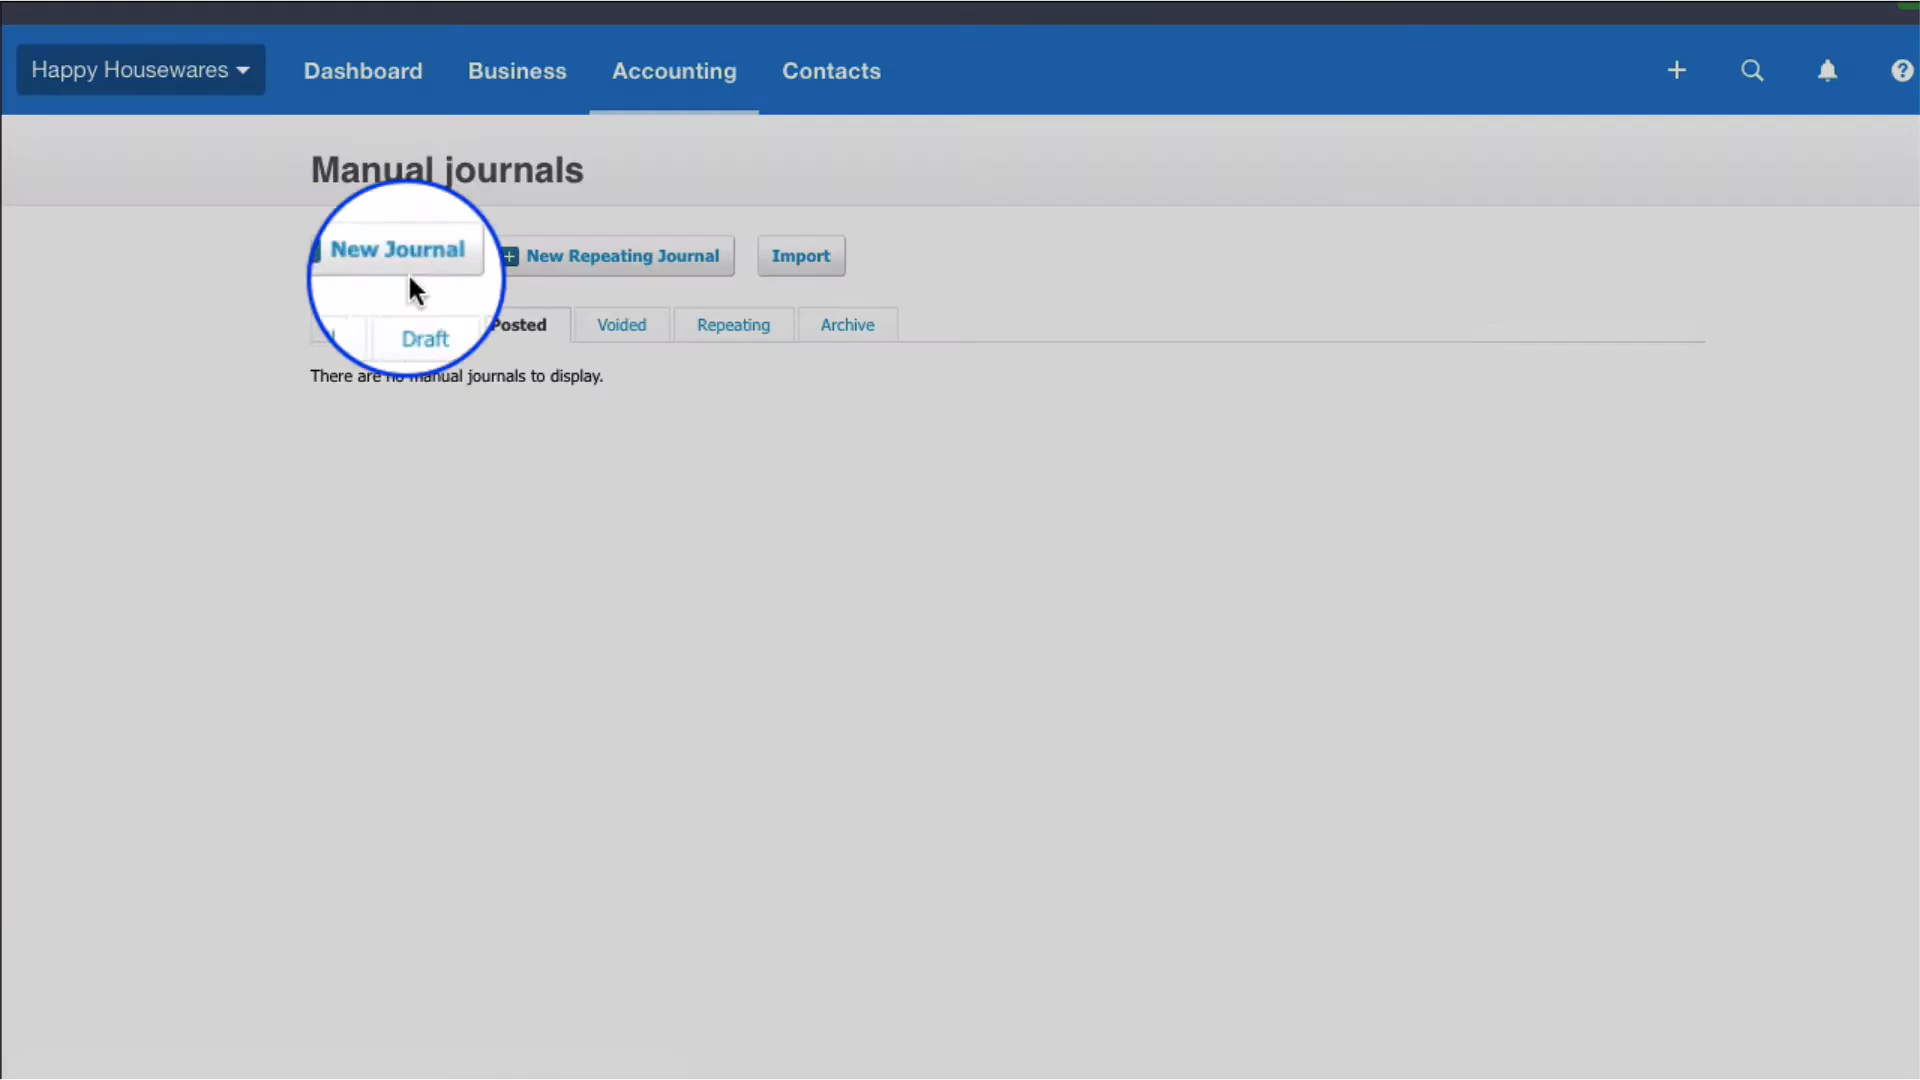 Happy Housewares Dashboard Business Accounting Contacts
Manual journals
New Journal New Repeating Journal Import
Draft Posted Voided Repeating Archive
There are no manual journals to display.